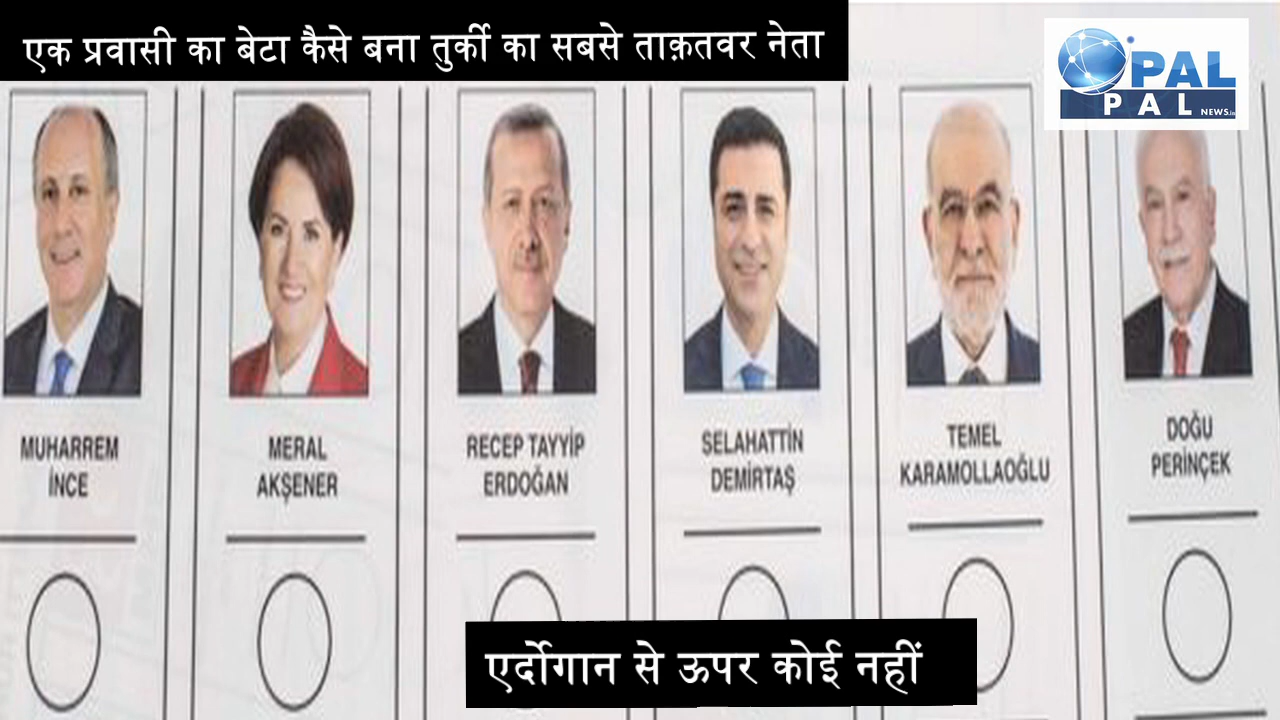 एक प्रवासी का बेटा कैसे बना तुर्की का सबसे ताक़तवर नेता
PAL
PAL NEWS.in
MUHARREM
İNCE
MERAL
AKŞENER
RECEP TAYYİP
ERDOĞAN
SELAHATTİN
DEMİRTAŞ
TEMEL
KARAMOLLAOĞLU
DOĞU
PERİNÇEK
एर्दोगान से ऊपर कोई नहीं